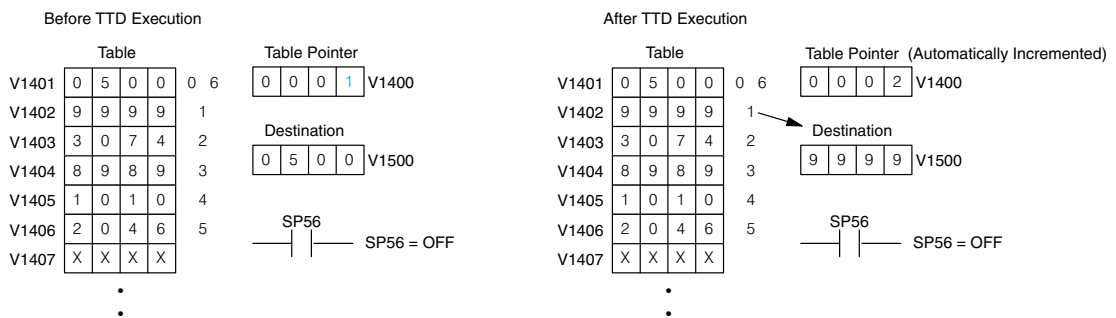 Before TTD Execution
Table
Table Pointer
V1401 0 5 0 0 0 6
0 0 0 1 V1400
V1402 9 9 9 9 1
Destination
V1403 3 0 7 4 2
0 5 0 0 V1500
V1404 8 9 8 9 3
V1405 1 0 1 0 4
SP56
V1406 2 0 4 6 5
SP56 = OFF
V1407 X X X X
After TTD Execution
Table
Table Pointer (Automatically Incremented)
V1401 0 5 0 0 0 6
0 0 0 2 V1400
V1402 9 9 9 9 1
Destination
V1403 3 0 7 4 2
9 9 9 9 V1500
V1404 8 9 8 9 3
V1405 1 0 1 0 4
SP56
V1406 2 0 4 6 5
SP56 = OFF
V1407 X X X X